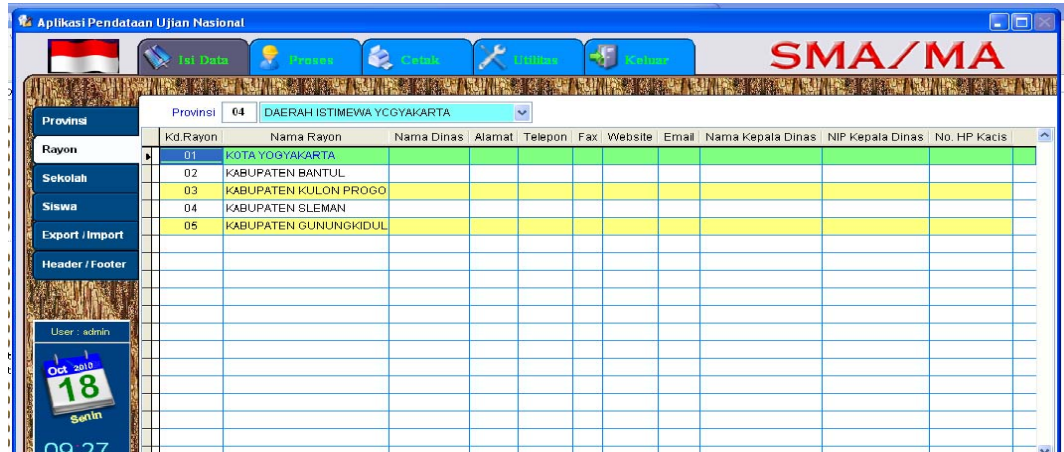 Aplikasi Pendataan Ujian Nasional
Isi Data Proses Cetak Utilitas Keluar SMA/MA
Provinsi
Rayon
Sekolah
Siswa
Export / Import
Header / Footer
User : admin
Oct 2010
18
Senin
09:27
Provinsi 04 DAERAH ISTIMEWA YOGYAKARTA
Kd.Rayon Nama Rayon Nama Dinas Alamat Telepon Fax Website Email Nama Kepala Dinas NIP Kepala Dinas No. HP Kacis
01 KOTA YOGYAKARTA
02 KABUPATEN BANTUL
03 KABUPATEN KULON PROGO
04 KABUPATEN SLEMAN
05 KABUPATEN GUNUNGKIDUL